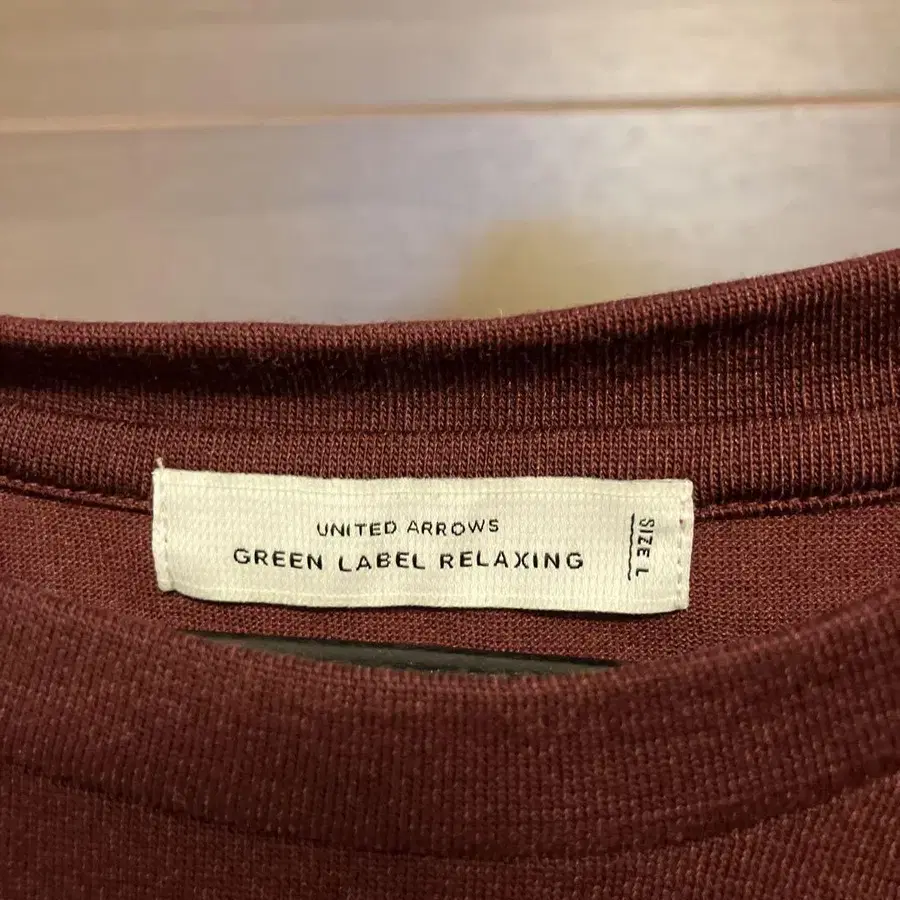 UNITED ARROWS
GREEN LABEL RELAXING
SIZE L